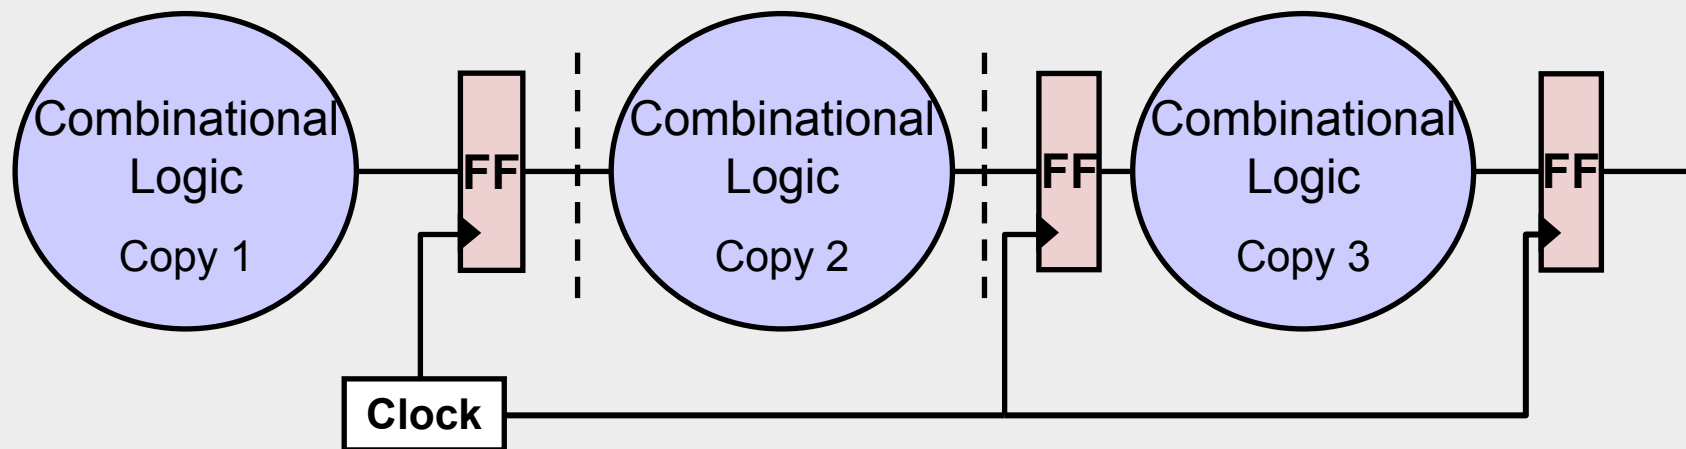 Combinational
Logic
Copy 1
FF
Combinational
Logic
Copy 2
FF
Combinational
Logic
Copy 3
FF
Clock